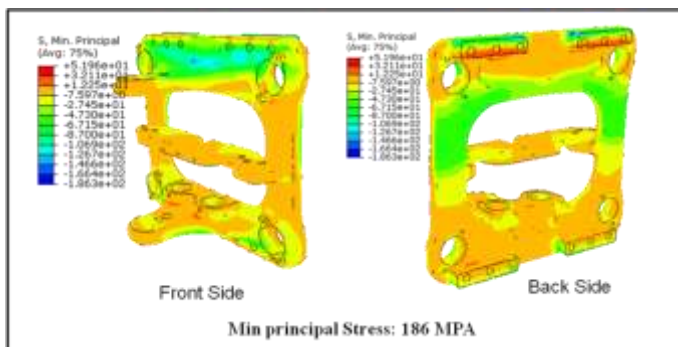 S, Min. Principal
(Avg: 75%)
+5.196e+01
+3.211e+01
+1.225e+01
-7.597e+00
-2.745e+01
-4.730e+01
-6.715e+01
-8.700e+01
-1.069e+02
-1.267e+02
-1.466e+02
-1.664e+02
-1.863e+02
Front Side
S, Min. Principal
(Avg: 75%)
+5.196e+01
+3.211e+01
+1.225e+01
-7.597e+00
-2.745e+01
-4.730e+01
-6.715e+01
-8.700e+01
-1.069e+02
-1.267e+02
-1.466e+02
-1.664e+02
-1.863e+02
Back Side
Min principal Stress: 186 MPA